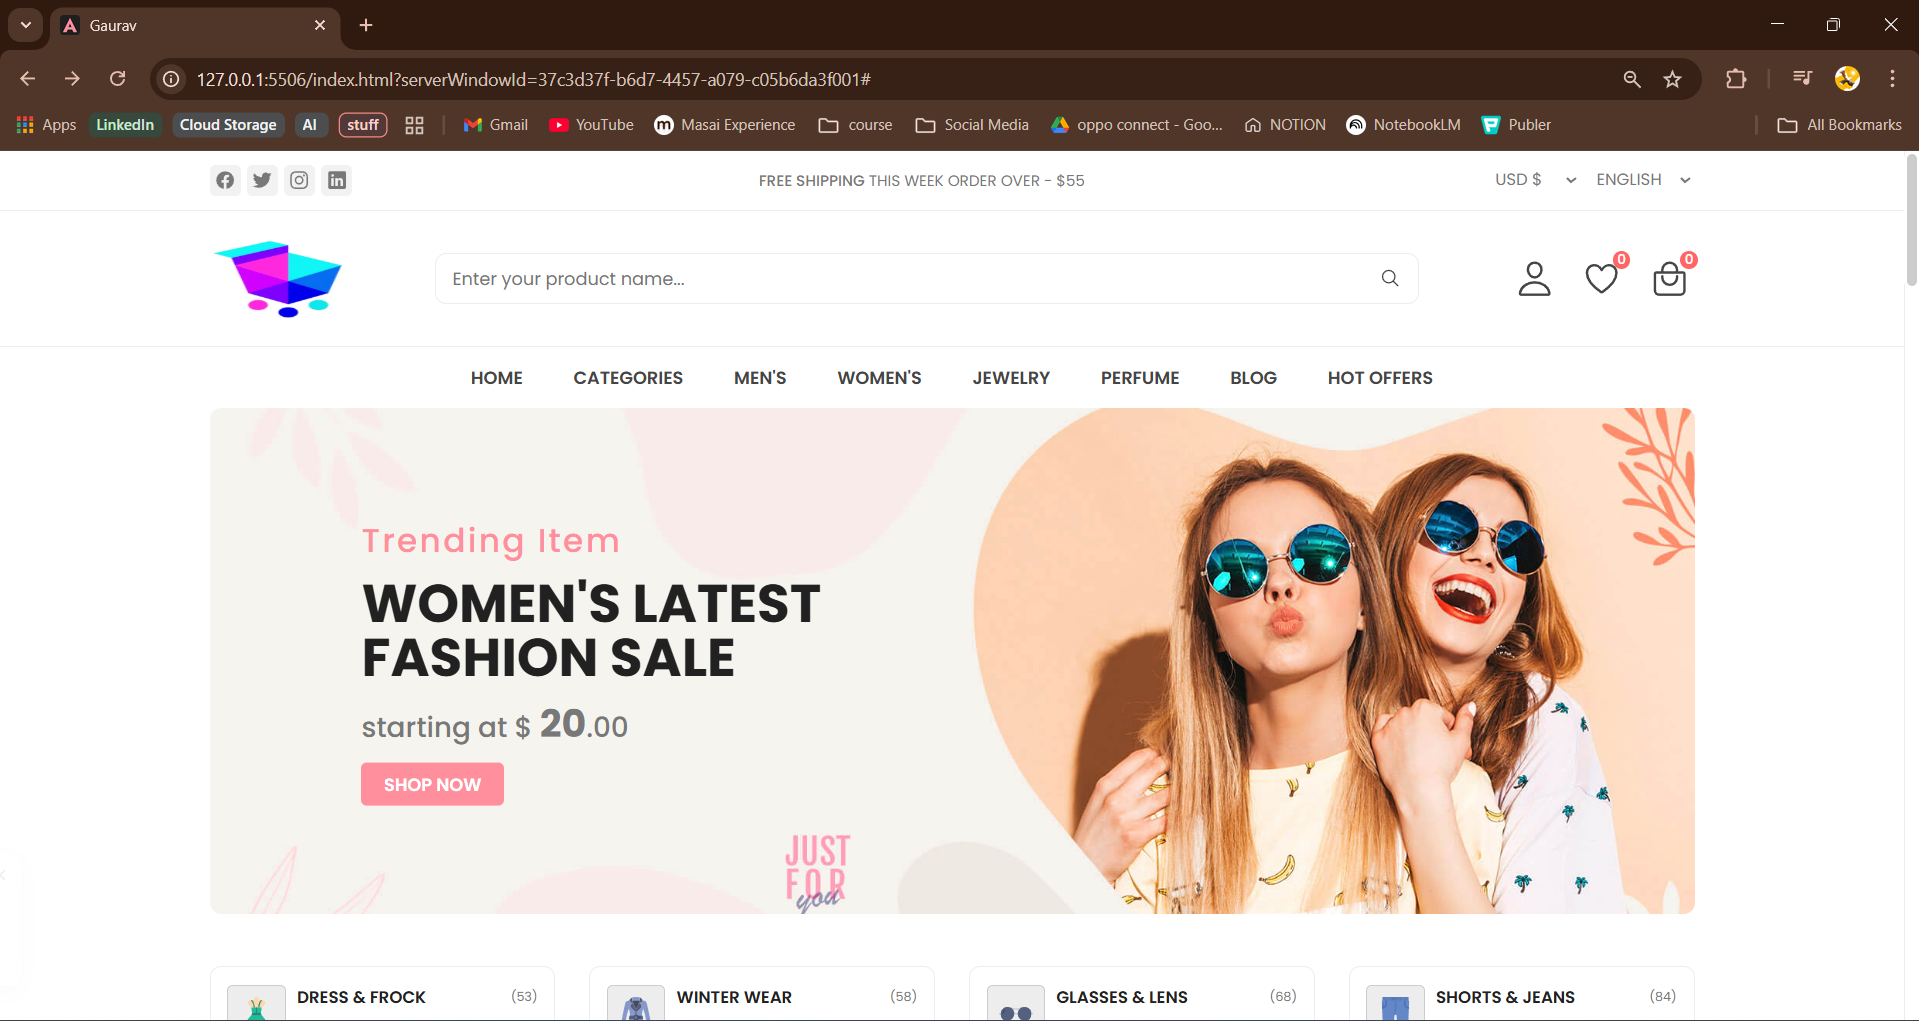 Gaurav
127.0.0.1:5506/index.html?serverWindowId=37c3d37f-b6d7-4457-a079-c05b6da3f001#
Apps LinkedIn Cloud Storage AI stuff Gmail YouTube Masai Experience course Social Media oppo connect - Goo... NOTION NotebookLM Publer All Bookmarks
FREE SHIPPING THIS WEEK ORDER OVER - $55
USD $ ENGLISH
Enter your product name...
0
0
HOME CATEGORIES MEN'S WOMEN'S JEWELRY PERFUME BLOG HOT OFFERS
Trending Item
WOMEN'S LATEST
FASHION SALE
starting at $ 20.00
SHOP NOW
JUST
FOR
you
DRESS & FROCK (53)
WINTER WEAR (58)
GLASSES & LENS (68)
SHORTS & JEANS (84)